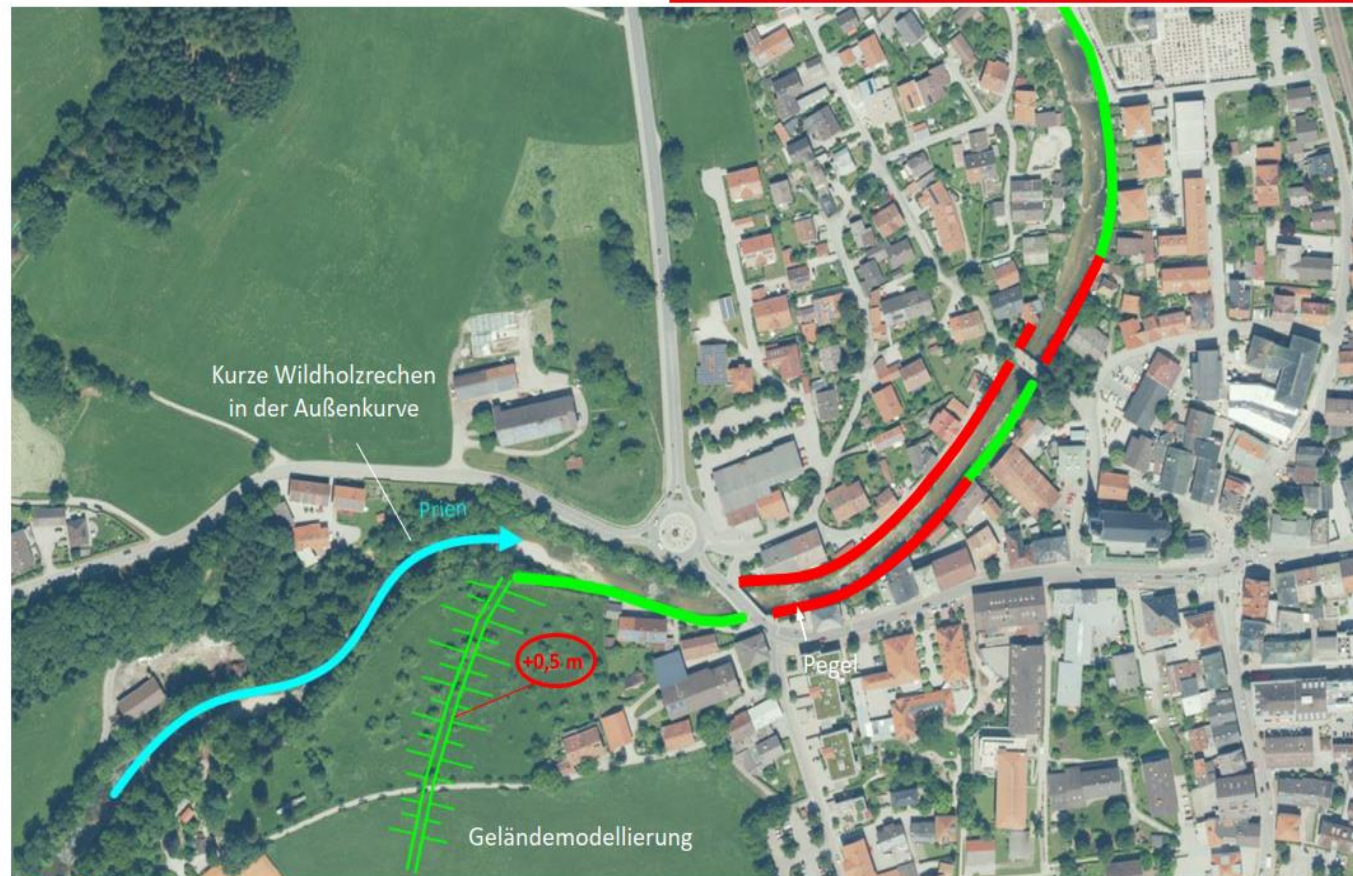 Kurze Wildholzrechen
in der Außenkurve
Prien
+0,5 m
Pegel
Geländemodellierung